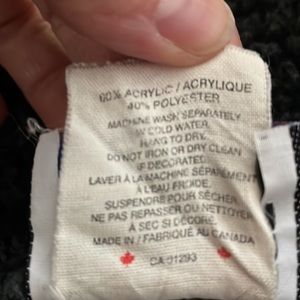 60% ACRYLIC / ACRYLIQUE
40% POLYESTER
MACHINE WASH SEPARATELY
IN COLD WATER.
HANG TO DRY.
DO NOT IRON OR DRY CLEAN
IF DECORATED.
LAVER À LA MACHINE SÉPARÉMENT
À L'EAU FROIDE.
SUSPENDRE POUR SÉCHER.
NE PAS REPASSER OU NETTOYER
À SEC SI DÉCORÉ.
MADE IN / FABRIQUÉ AU CANADA
CA 01293